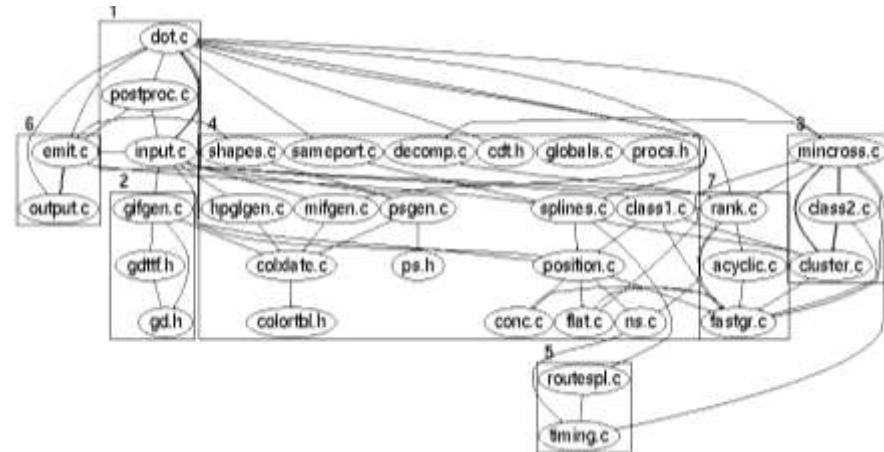 1
dot.c
postproc.c
6 emit.c input.c
4 shapes.c sameport.c decomp.c cdt.h globals.c procs.h
mincross.c
output.c
2 gifgen.c
hpglgen.c mifgen.c psgen.c splines.c class1.c
7 rank.c
class2.c
gdttf.h colxlate.c ps.h position.c acyclic.c cluster.c
gd.h colortbl.h conc.c flat.c ns.c fastgr.c
5
routespl.c
timing.c